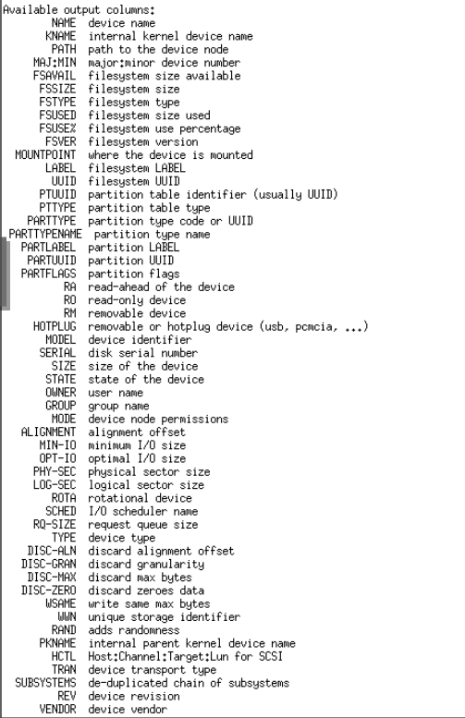 Available output columns:
NAME device name
KNAME internal kernel device name
PATH path to the device node
MAJ:MIN major:minor device number
FSAVAIL filesystem size available
FSSIZE filesystem size
FSTYPE filesystem type
FSUSED filesystem size used
FSUSE% filesystem use percentage
FSVER filesystem version
MOUNTPOINT where the device is mounted
LABEL filesystem LABEL
UUID filesystem UUID
PTUUID partition table identifier (usually UUID)
PTTYPE partition table type
PARTTYPE partition type code or UUID
PARTTYPENAME partition type name
PARTLABEL partition LABEL
PARTUUID partition UUID
PARTFLAGS partition flags
RA read-ahead of the device
RO read-only device
RM removable device
HOTPLUG removable or hotplug device (usb, pcmcia, ...)
MODEL device identifier
SERIAL disk serial number
SIZE size of the device
STATE state of the device
OWNER user name
GROUP group name
MODE device node permissions
ALIGNMENT alignment offset
MIN-IO minimum I/O size
OPT-IO optimal I/O size
PHY-SEC physical sector size
LOG-SEC logical sector size
ROTA rotational device
SCHED I/O scheduler name
RQ-SIZE request queue size
TYPE device type
DISC-ALN discard alignment offset
DISC-GRAN discard granularity
DISC-MAX discard max bytes
DISC-ZERO discard zeroes data
WSAME write same max bytes
WWN unique storage identifier
RAND adds randomness
PKNAME internal parent kernel device name
HCTL Host:Channel:Target:Lun for SCSI
TRAN device transport type
SUBSYSTEMS de-duplicated chain of subsystems
REV device revision
VENDOR device vendor